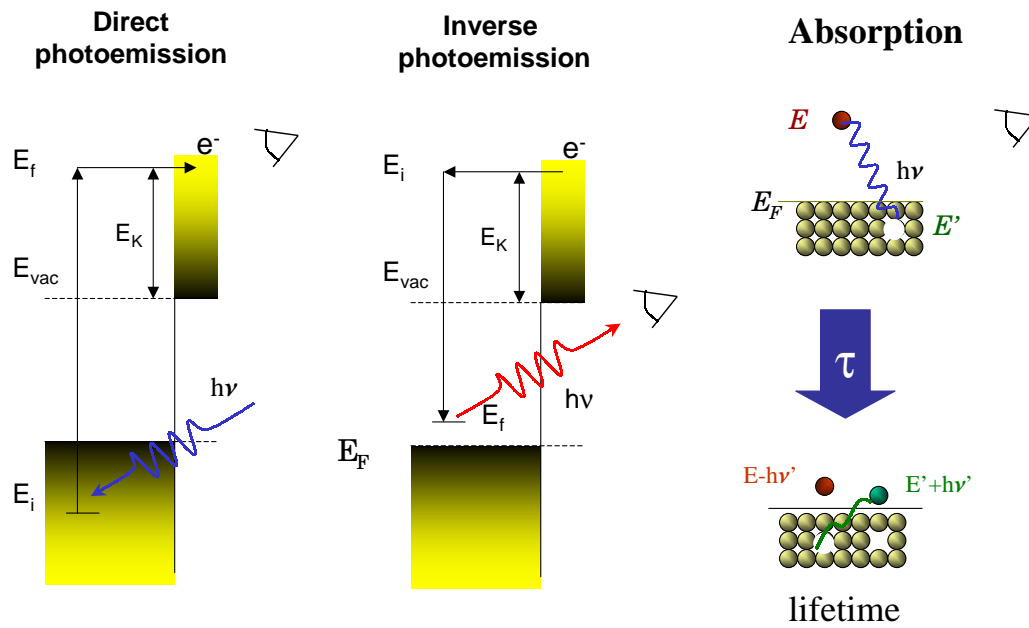 Direct
photoemission
E_f
e⁻
E_K
E_vac
hν
E_i
Inverse
photoemission
E_i
e⁻
E_K
E_vac
hν
E_f
E_F
Absorption
E
hν
E_F
E'
τ
E-hν'
E'+hν'
lifetime